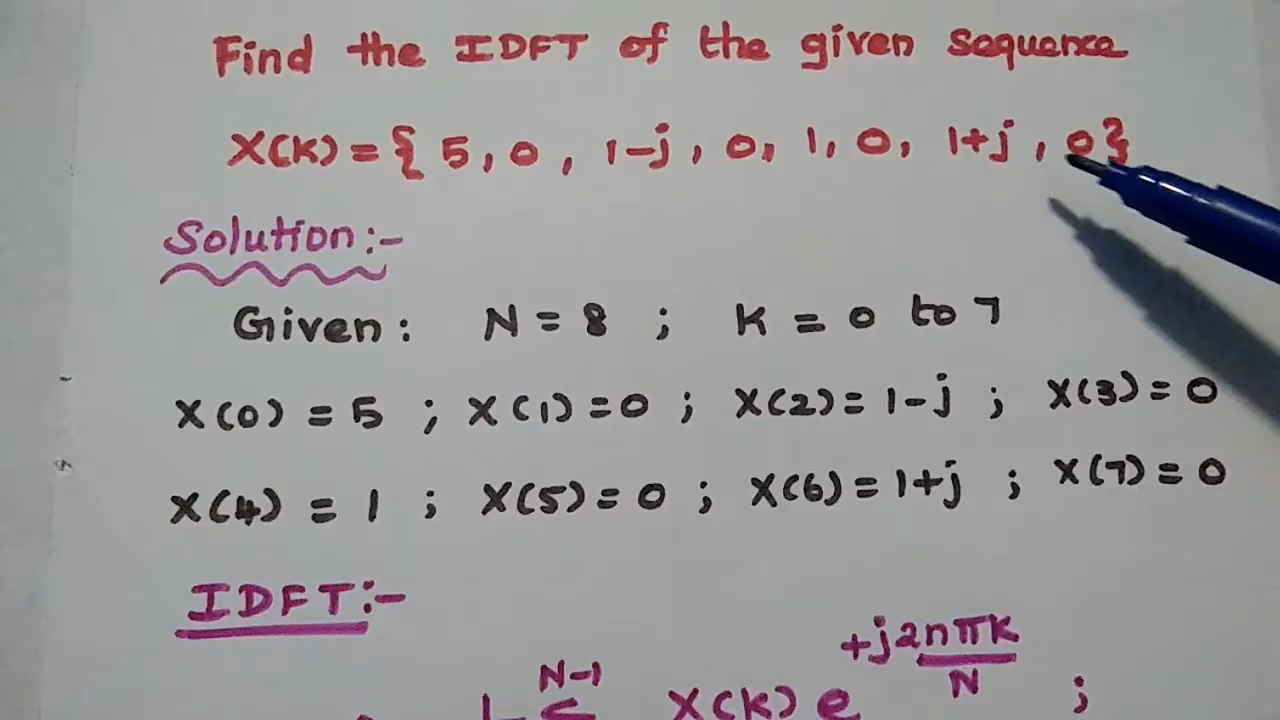 Find the IDFT of the given sequence
X(K) = { 5, 0, 1-j, 0, 1, 0, 1+j, 0}
Solution:-
Given: N = 8 ; K = 0 to 7
X(0) = 5 ; X(1) = 0 ; X(2) = 1-j ; X(3) = 0
X(4) = 1 ; X(5) = 0 ; X(6) = 1+j ; X(7) = 0
IDFT:-
N-1 X(K) e +j2nπK/N ;